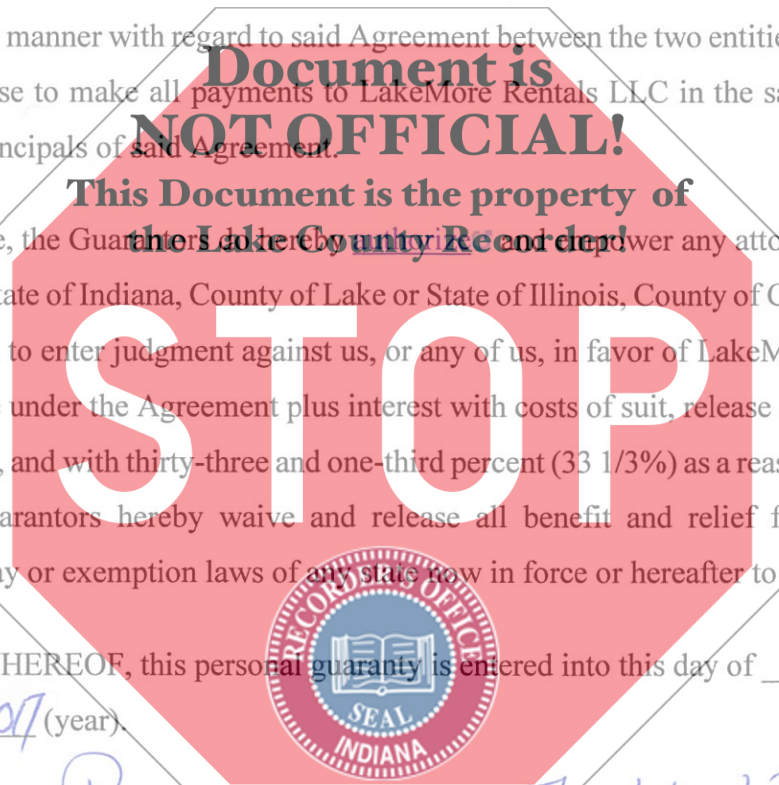 manner with regard to said Agreement between the two entitie
Document is
se to make all payments to LakeMore Rentals LLC in the sa
NOT OFFICIAL!
ncipals of said Agreement.
This Document is the property of
the Lake County Recorder!
e, the Guarantors do hereby authorize and empower any atto
tate of Indiana, County of Lake or State of Illinois, County of C
to enter judgment against us, or any of us, in favor of LakeM
under the Agreement plus interest with costs of suit, release
, and with thirty-three and one-third percent (33 1/3%) as a reas
STOP
arantors hereby waive and release all benefit and relief f
ay or exemption laws of any state now in force or hereafter to
HEREOF, this personal guaranty is entered into this day of _
017 (year).
RECORDER'S OFFICE
SEAL
INDIANA